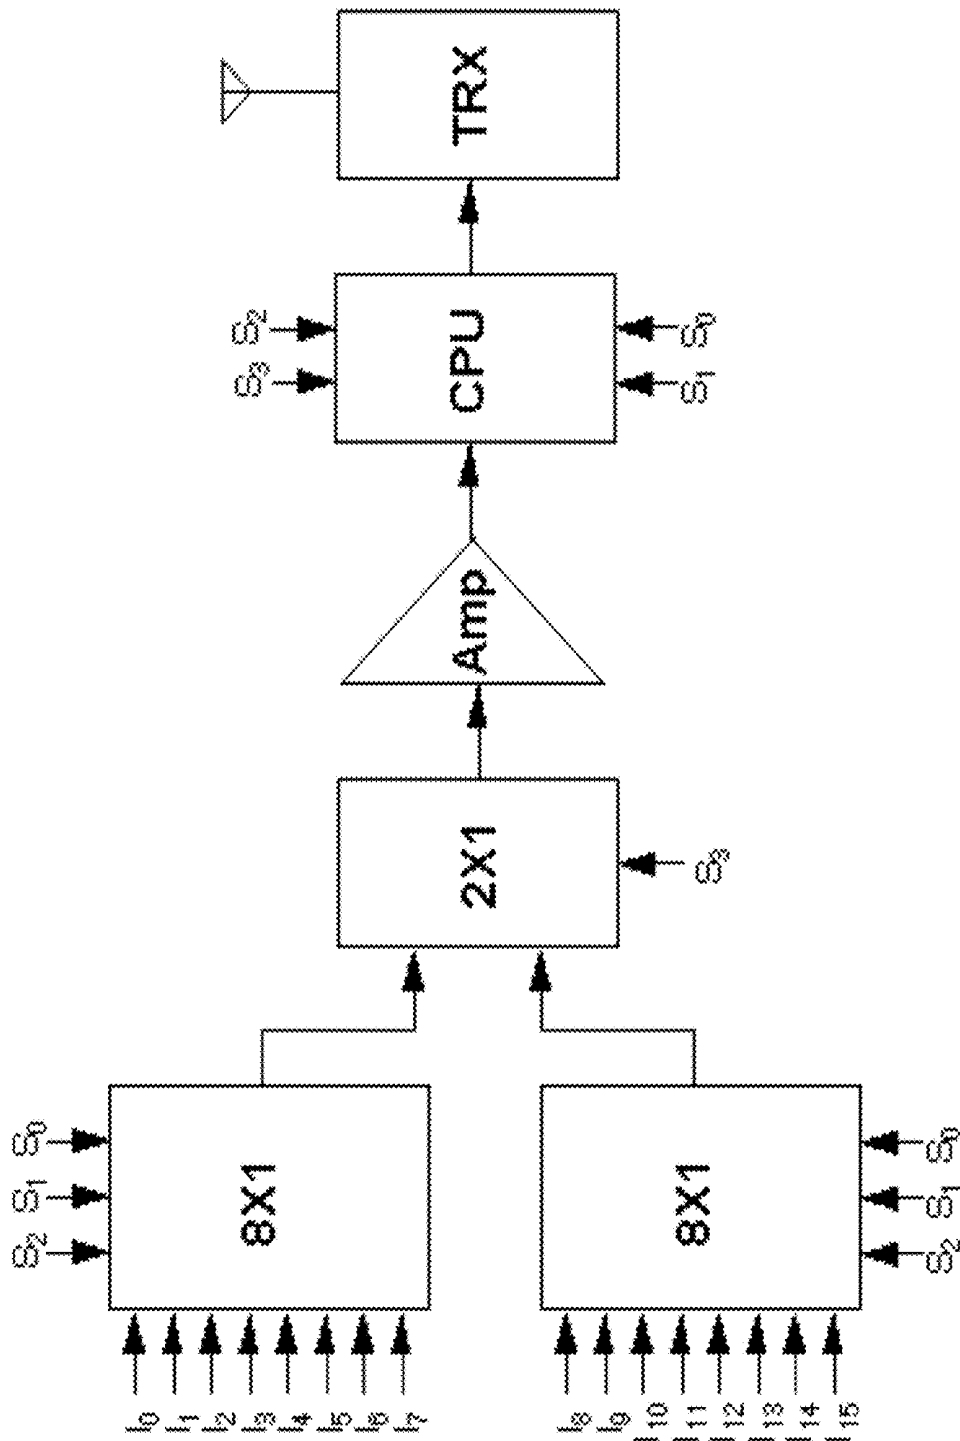 TRX
S2
S3
CPU
S0
S1
Amp
2X1
S3
S0
S1
S2
8X1
8X1
S0
S1
S2
I0
I1
I2
I3
I4
I5
I6
I7
I8
I9
I10
I11
I12
I13
I14
I15